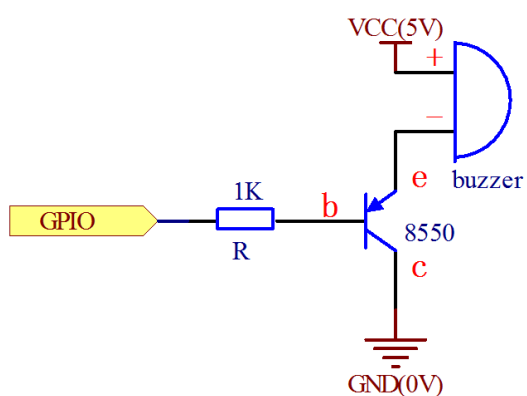 VCC(5V)
+
−
e
buzzer
1K
b
GPIO
8550
R
c
GND(0V)